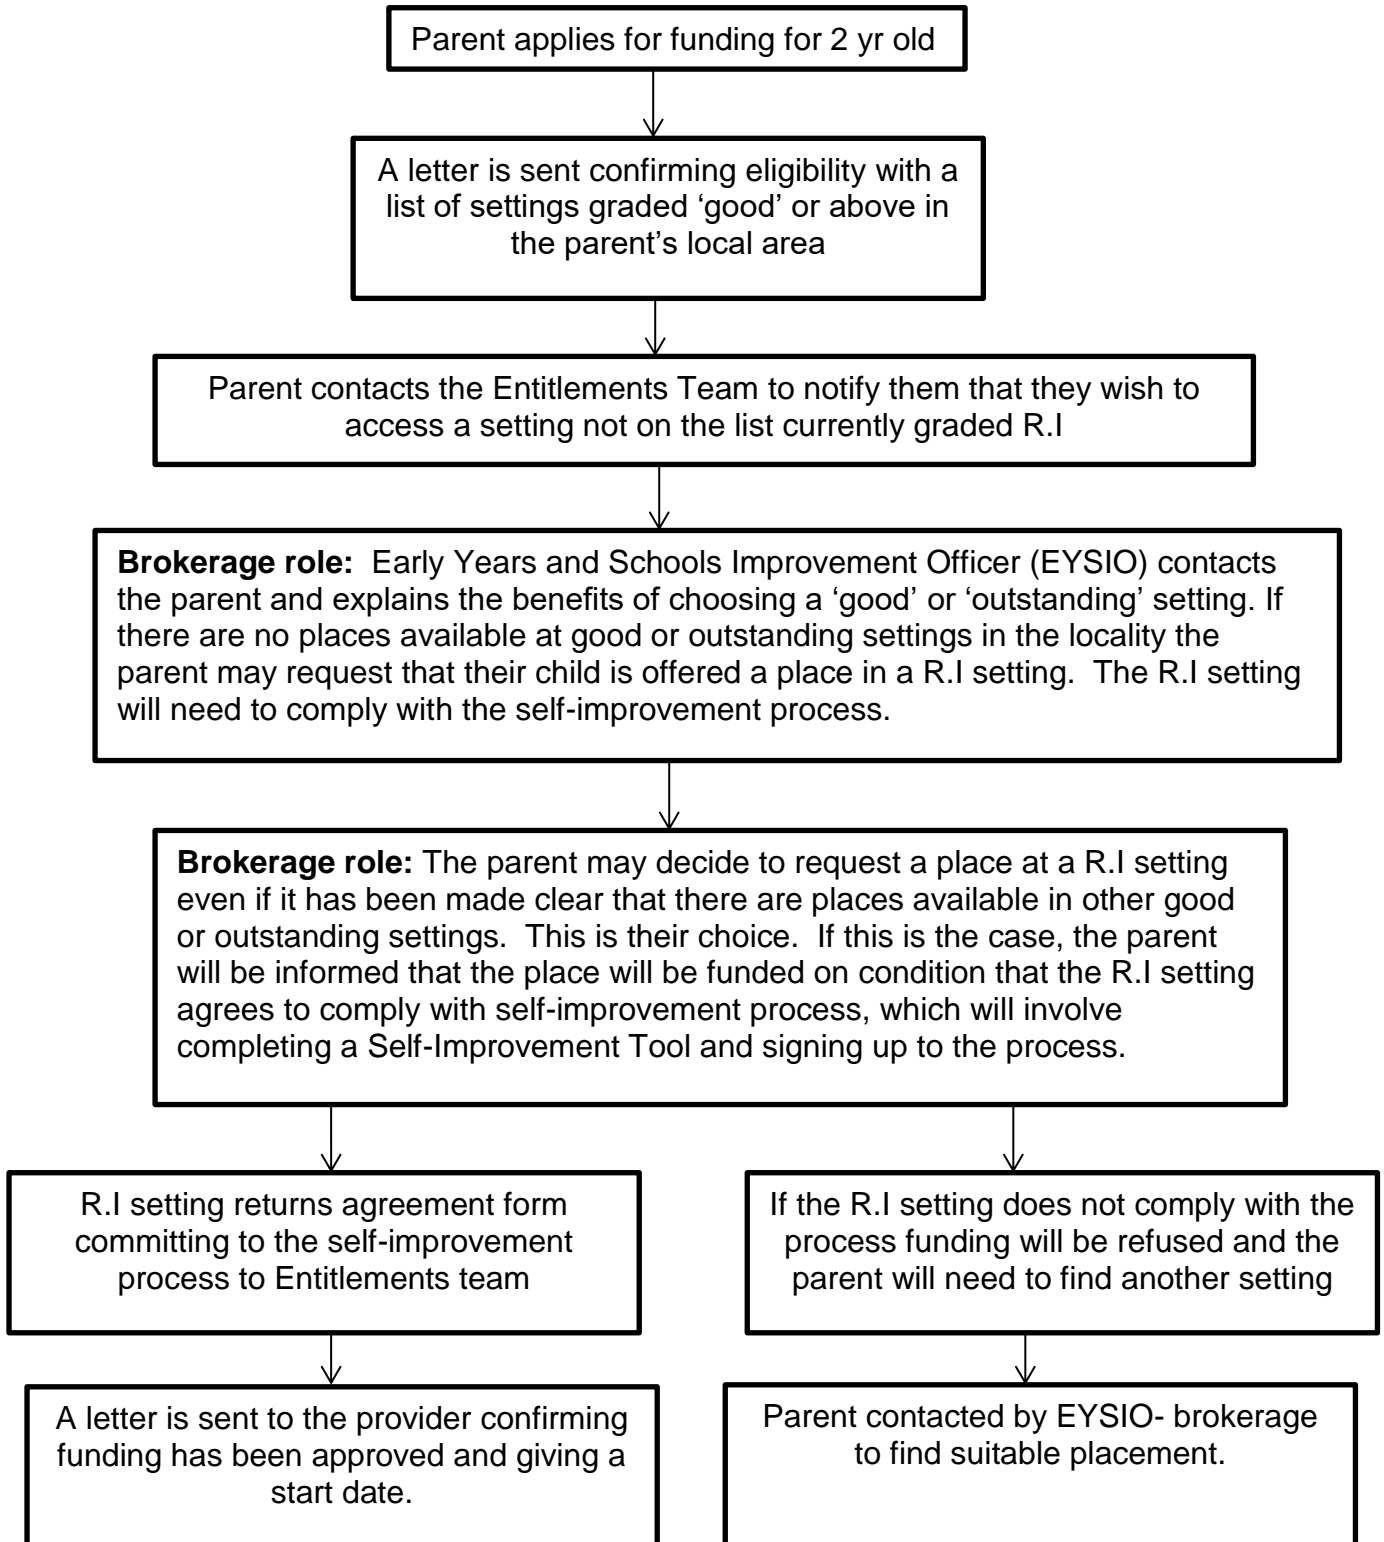 Parent applies for funding for 2 yr old
A letter is sent confirming eligibility with a
list of settings graded ‘good’ or above in
the parent’s local area
Parent contacts the Entitlements Team to notify them that they wish to
access a setting not on the list currently graded R.I
Brokerage role:  Early Years and Schools Improvement Officer (EYSIO) contacts
the parent and explains the benefits of choosing a ‘good’ or ‘outstanding’ setting. If
there are no places available at good or outstanding settings in the locality the
parent may request that their child is offered a place in a R.I setting.  The R.I setting
will need to comply with the self-improvement process.
Brokerage role: The parent may decide to request a place at a R.I setting
even if it has been made clear that there are places available in other good
or outstanding settings.  This is their choice.  If this is the case, the parent
will be informed that the place will be funded on condition that the R.I setting
agrees to comply with self-improvement process, which will involve
completing a Self-Improvement Tool and signing up to the process.
R.I setting returns agreement form
committing to the self-improvement
process to Entitlements team
If the R.I setting does not comply with the
process funding will be refused and the
parent will need to find another setting
A letter is sent to the provider confirming
funding has been approved and giving a
start date.
Parent contacted by EYSIO- brokerage
to find suitable placement.